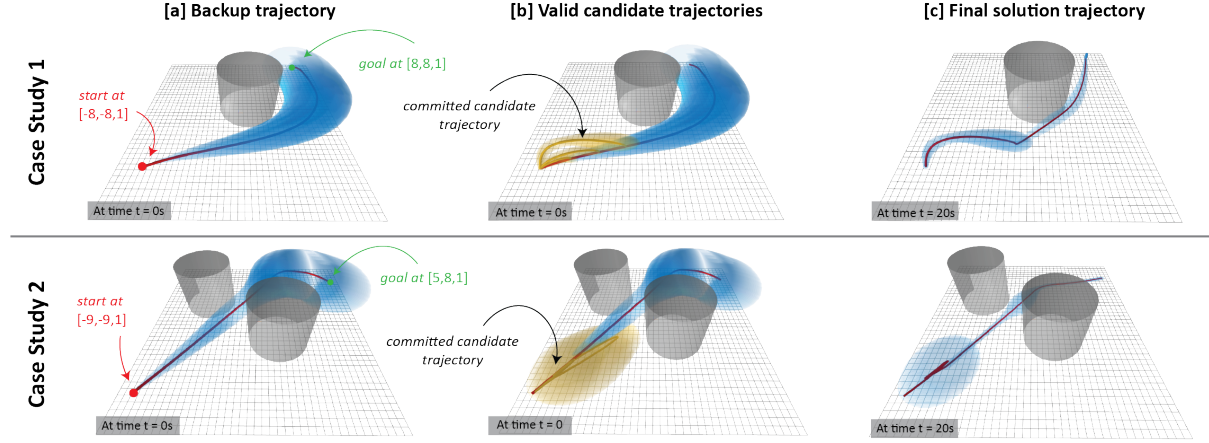 [a] Backup trajectory
[b] Valid candidate trajectories
[c] Final solution trajectory
Case Study 1
start at
[-8,-8,1]
goal at [8,8,1]
At time t = 0s
committed candidate
trajectory
At time t = 0s
At time t = 20s
Case Study 2
start at
[-9,-9,1]
goal at [5,8,1]
At time t = 0s
committed candidate
trajectory
At time t = 0
At time t = 20s